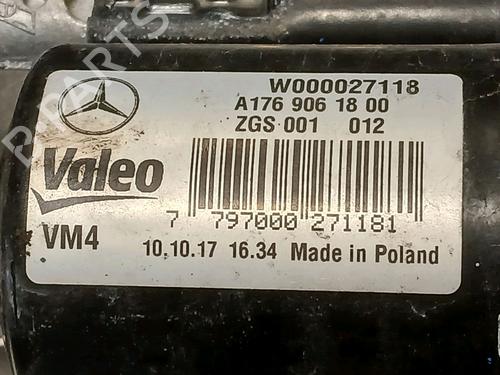 W000027118
A176 906 18 00
ZGS 001 012
Valeo
7 797000 271181
VM4
10.10.17 16.34 Made in Poland
B-PARTS